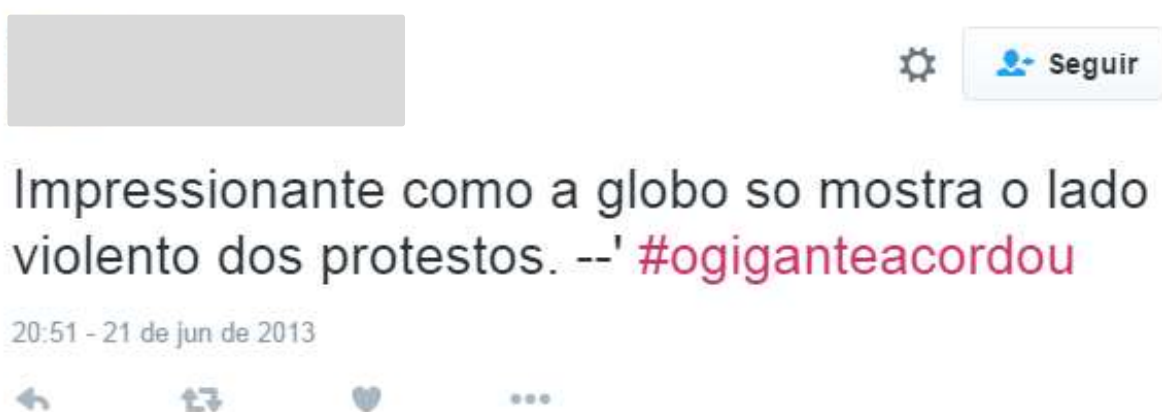 Seguir
Impressionante como a globo so mostra o lado
violento dos protestos. --' #ogiganteacordou
20:51 - 21 de jun de 2013